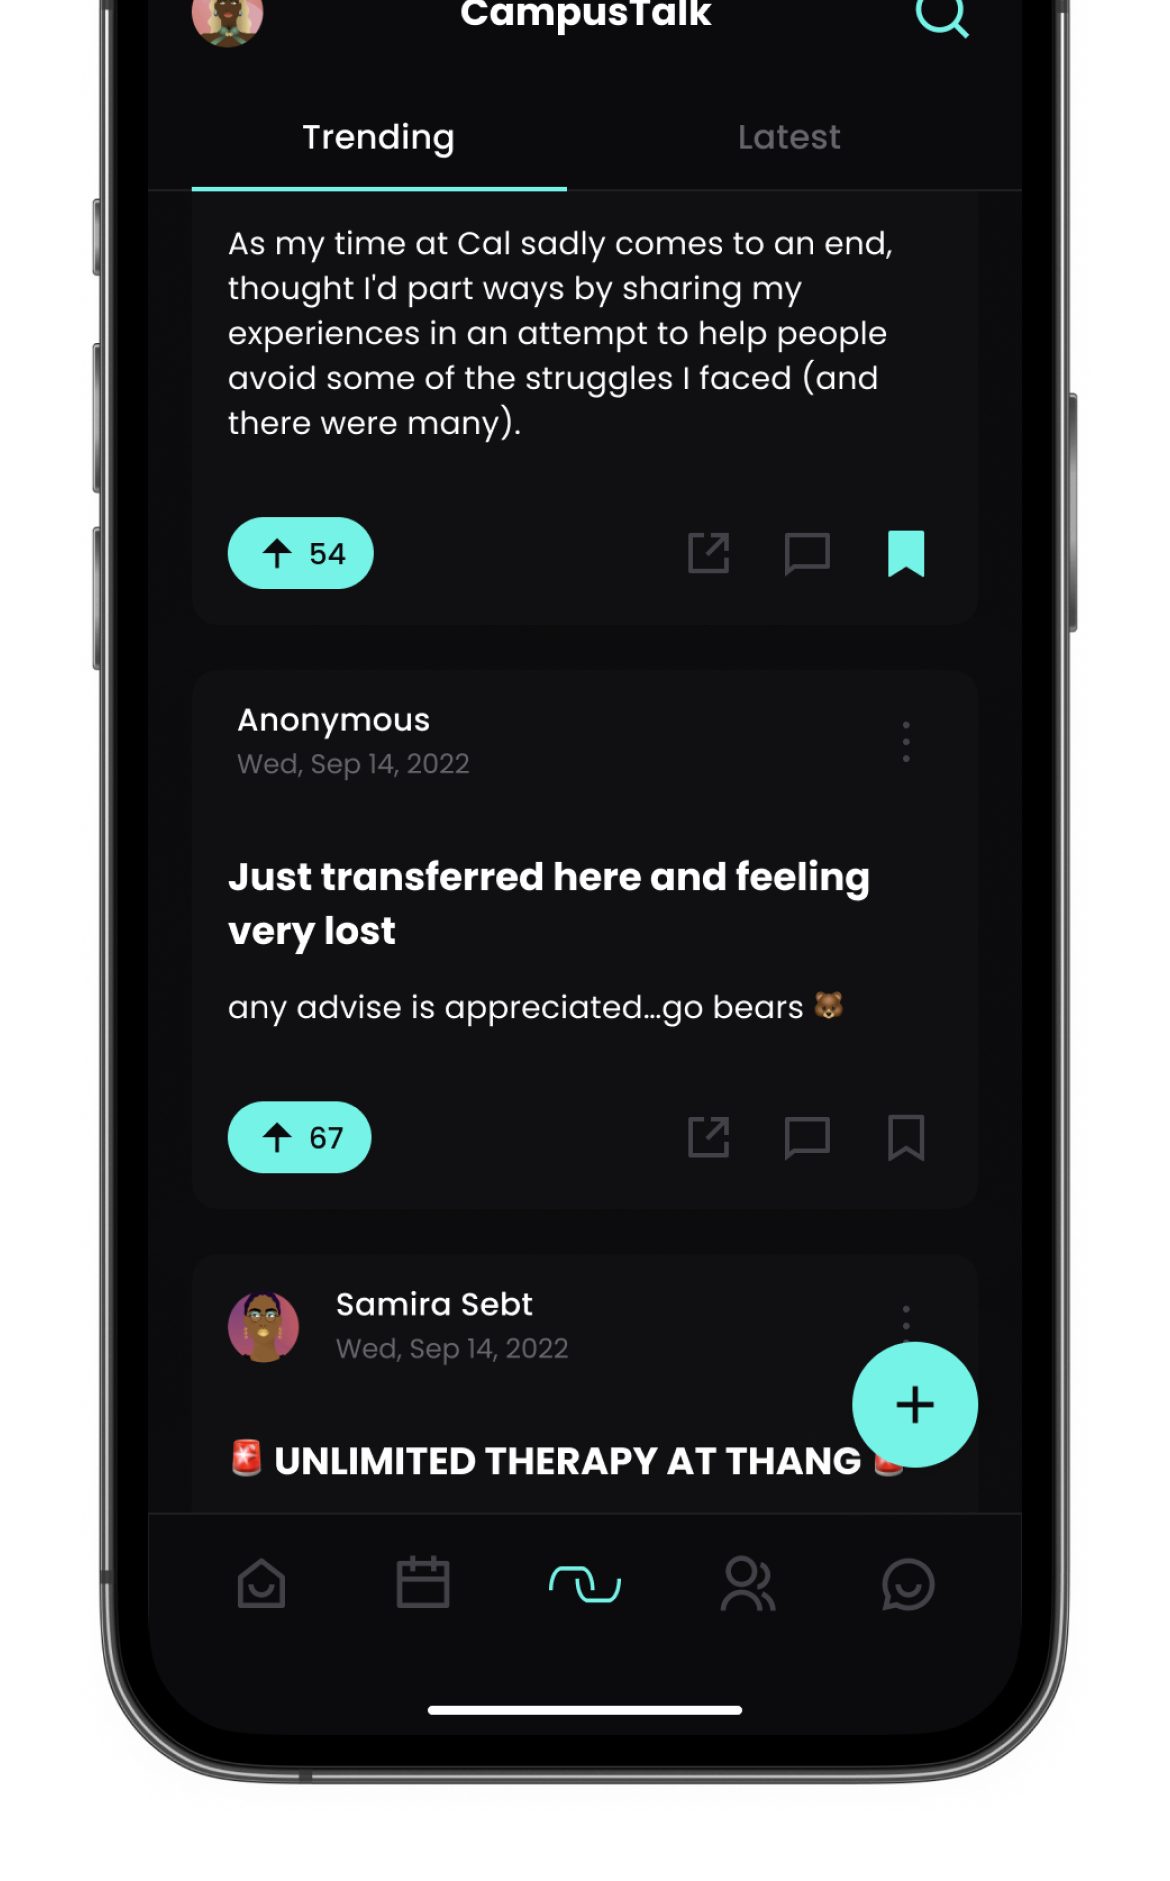 CampusTalk
Trending
Latest
As my time at Cal sadly comes to an end,
thought I'd part ways by sharing my
experiences in an attempt to help people
avoid some of the struggles I faced (and
there were many).
54
Anonymous
Wed, Sep 14, 2022
Just transferred here and feeling
very lost
any advise is appreciated...go bears 🐻
67
Samira Sebt
Wed, Sep 14, 2022
🚨 UNLIMITED THERAPY AT THANG 🚨